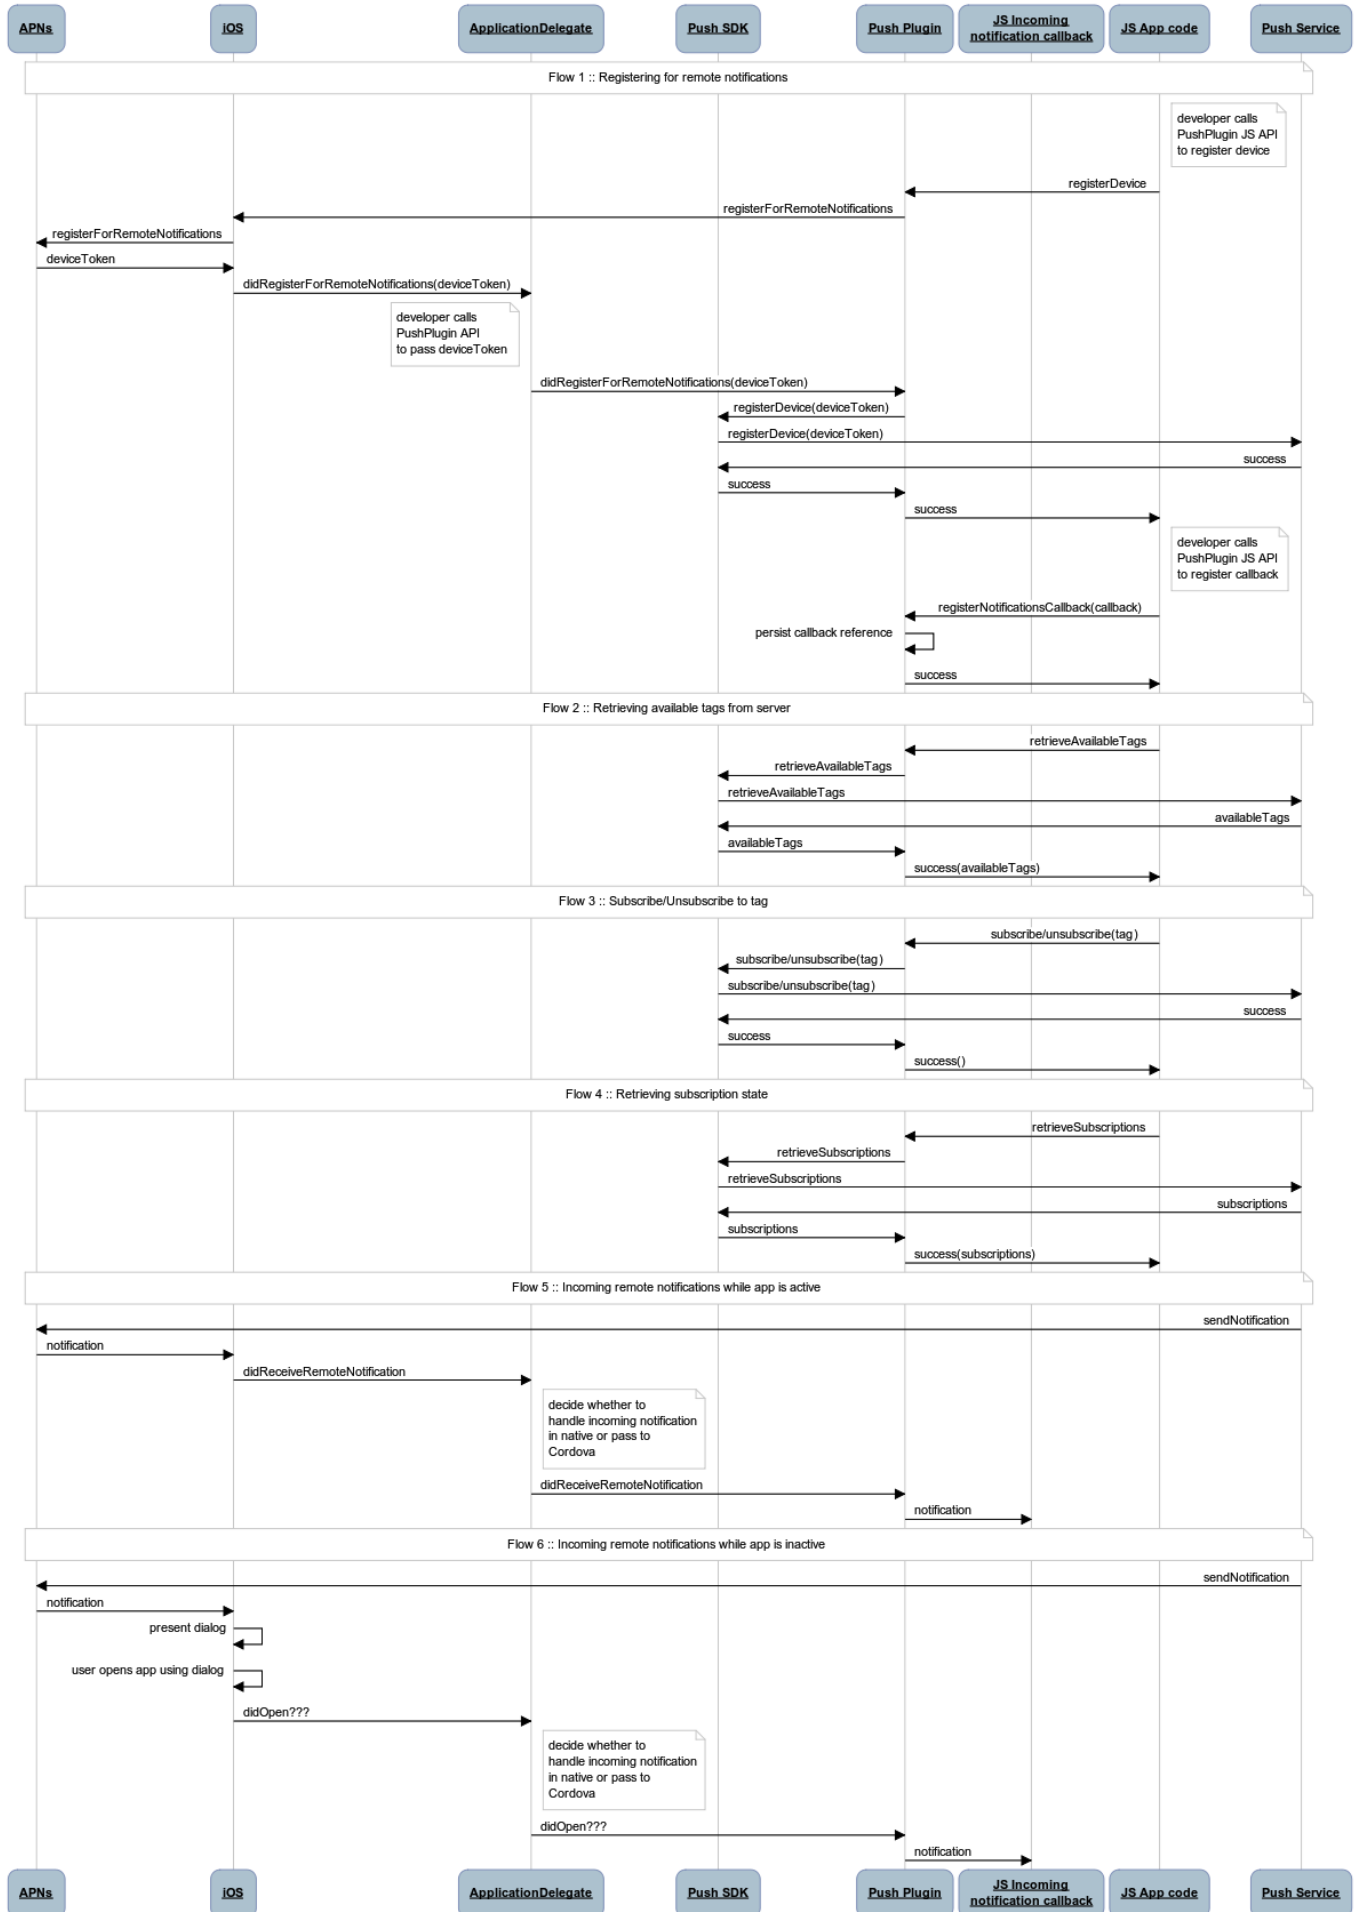 APNs
iOS
ApplicationDelegate
Push SDK
Push Plugin
JS Incoming
notification callback
JS App code
Push Service
Flow 1 :: Registering for remote notifications
developer calls
PushPlugin JS API
to register device
registerDevice
registerForRemoteNotifications
registerForRemoteNotifications
deviceToken
didRegisterForRemoteNotifications(deviceToken)
developer calls
PushPlugin API
to pass deviceToken
didRegisterForRemoteNotifications(deviceToken)
registerDevice(deviceToken)
registerDevice(deviceToken)
success
success
success
developer calls
PushPlugin JS API
to register callback
registerNotificationsCallback(callback)
persist callback reference
success
Flow 2 :: Retrieving available tags from server
retrieveAvailableTags
retrieveAvailableTags
retrieveAvailableTags
availableTags
availableTags
success(availableTags)
Flow 3 :: Subscribe/Unsubscribe to tag
subscribe/unsubscribe(tag)
subscribe/unsubscribe(tag)
subscribe/unsubscribe(tag)
success
success
success()
Flow 4 :: Retrieving subscription state
retrieveSubscriptions
retrieveSubscriptions
retrieveSubscriptions
subscriptions
subscriptions
success(subscriptions)
Flow 5 :: Incoming remote notifications while app is active
sendNotification
notification
didReceiveRemoteNotification
decide whether to
handle incoming notification
in native or pass to
Cordova
didReceiveRemoteNotification
notification
Flow 6 :: Incoming remote notifications while app is inactive
sendNotification
notification
present dialog
user opens app using dialog
didOpen???
decide whether to
handle incoming notification
in native or pass to
Cordova
didOpen???
notification
APNs
iOS
ApplicationDelegate
Push SDK
Push Plugin
JS Incoming
notification callback
JS App code
Push Service